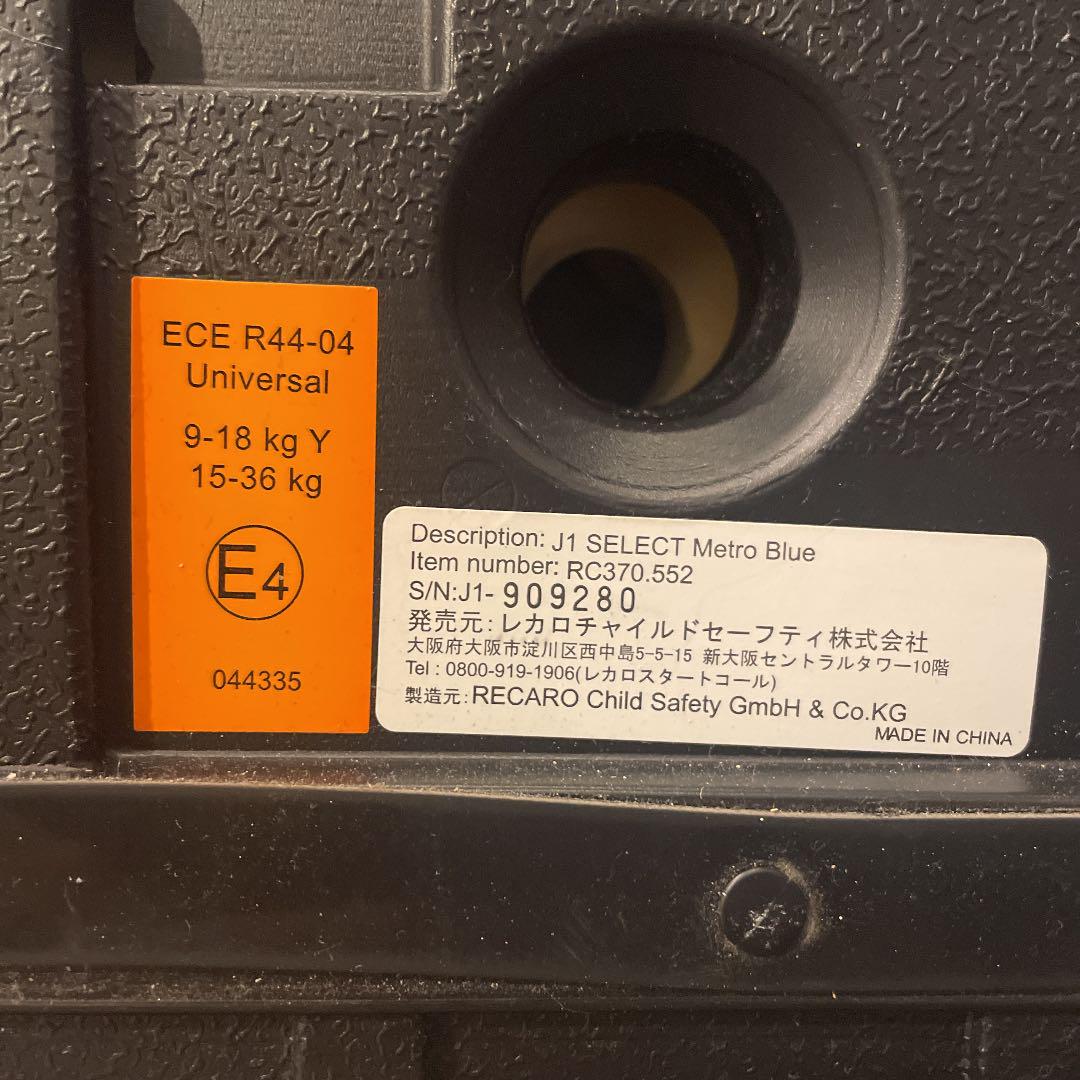 ECE R44-04
Universal
9-18 kg Y
15-36 kg
E4
044335
Description: J1 SELECT Metro Blue
Item number: RC370.552
S/N:J1- 909280
発売元: レカロチャイルドセーフティ株式会社
大阪府大阪市淀川区西中島5-5-15 新大阪セントラルタワー10階
Tel : 0800-919-1906(レカロスタートコール)
製造元: RECARO Child Safety GmbH & Co.KG
MADE IN CHINA